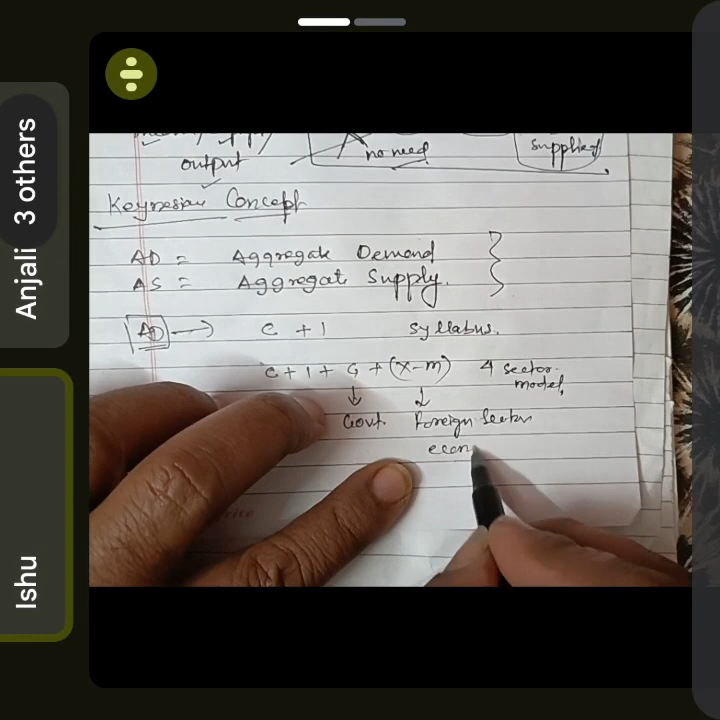 output
no need
supplied
Keynesian Concept
AD = Aggregate Demand
AS = Aggregate Supply.
AD → C + I Syllabus.
C + I + G + (X-M) 4 sector
model,
Govt. Foreign Sector
econ
Anjali 3 others
Ishu